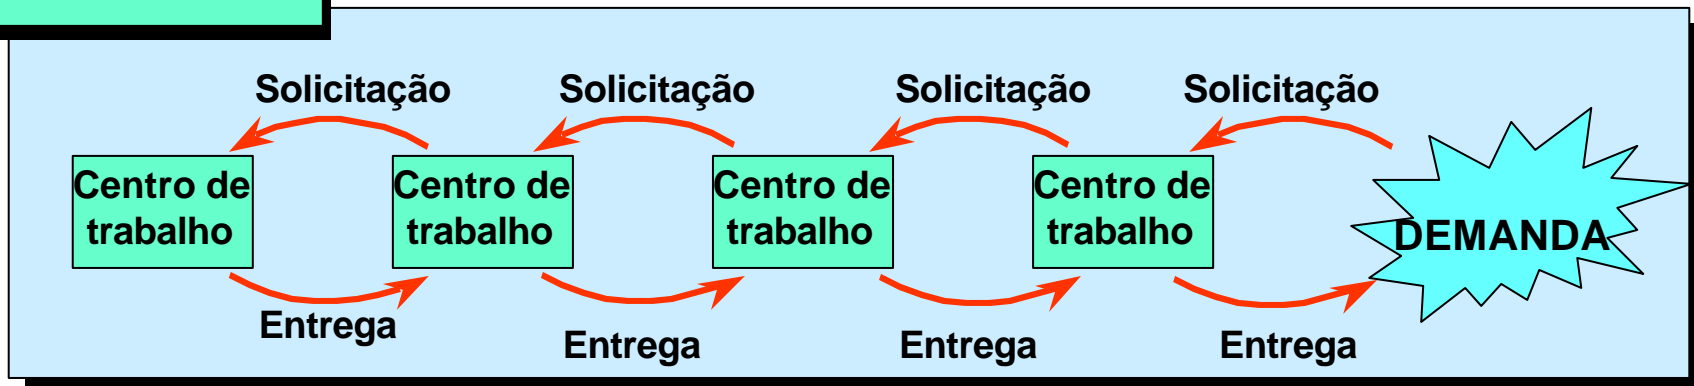 Solicitação Solicitação Solicitação Solicitação
Centro de Centro de Centro de Centro de
trabalho trabalho trabalho trabalho
DEMANDA
Entrega Entrega Entrega Entrega